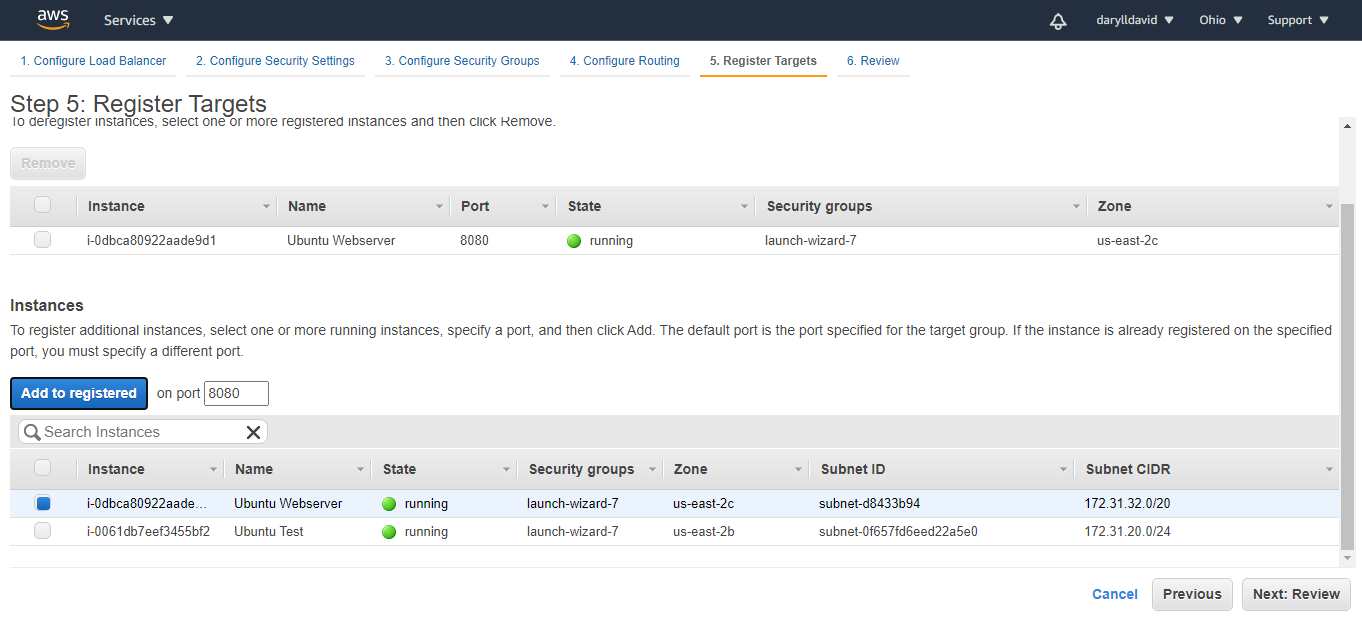 aws Services darylldavid Ohio Support
1. Configure Load Balancer 2. Configure Security Settings 3. Configure Security Groups 4. Configure Routing 5. Register Targets 6. Review
Step 5: Register Targets
To deregister instances, select one or more registered instances and then click Remove.
Remove
Instance Name Port State Security groups Zone
i-0dbca80922aade9d1 Ubuntu Webserver 8080 running launch-wizard-7 us-east-2c
Instances
To register additional instances, select one or more running instances, specify a port, and then click Add. The default port is the port specified for the target group. If the instance is already registered on the specified
port, you must specify a different port.
Add to registered on port 8080
Search Instances
Instance Name State Security groups Zone Subnet ID Subnet CIDR
i-0dbca80922aade... Ubuntu Webserver running launch-wizard-7 us-east-2c subnet-d8433b94 172.31.32.0/20
i-0061db7eef3455bf2 Ubuntu Test running launch-wizard-7 us-east-2b subnet-0f657fd6eed22a5e0 172.31.20.0/24
Cancel Previous Next: Review